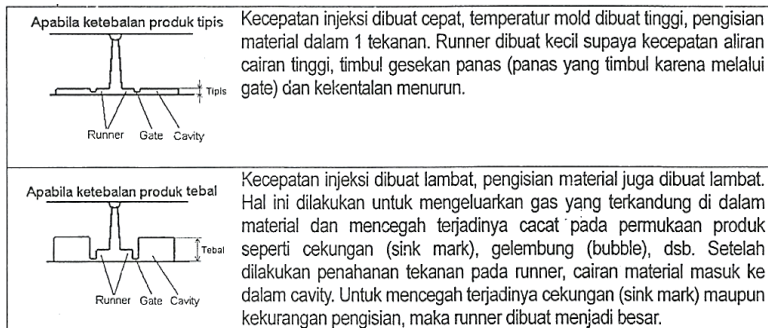 Apabila ketebalan produk tipis
Tipis
Runner Gate Cavity
Kecepatan injeksi dibuat cepat, temperatur mold dibuat tinggi, pengisian
material dalam 1 tekanan. Runner dibuat kecil supaya kecepatan aliran
cairan tinggi, timbul gesekan panas (panas yang timbul karena melalui
gate) dan kekentalan menurun.
Apabila ketebalan produk tebal
Tebal
Runner Gate Cavity
Kecepatan injeksi dibuat lambat, pengisian material juga dibuat lambat.
Hal ini dilakukan untuk mengeluarkan gas yang terkandung di dalam
material dan mencegah terjadinya cacat pada permukaan produk
seperti cekungan (sink mark), gelembung (bubble), dsb. Setelah
dilakukan penahanan tekanan pada runner, cairan material masuk ke
dalam cavity. Untuk mencegah terjadinya cekungan (sink mark) maupun
kekurangan pengisian, maka runner dibuat menjadi besar.